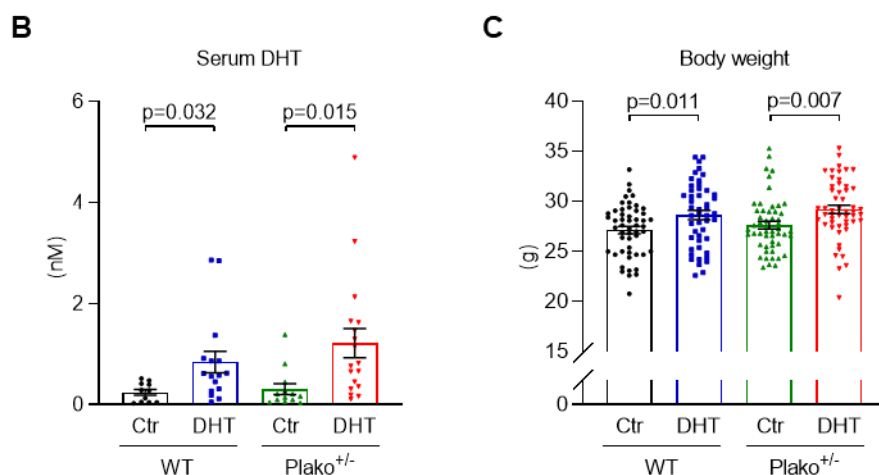 B
Serum DHT
p=0.032 p=0.015
6
4
2
0
(nM)
Ctr DHT Ctr DHT
WT Plako+/-
C
Body weight
p=0.011 p=0.007
40
35
30
25
20
15
0
(g)
Ctr DHT Ctr DHT
WT Plako+/-